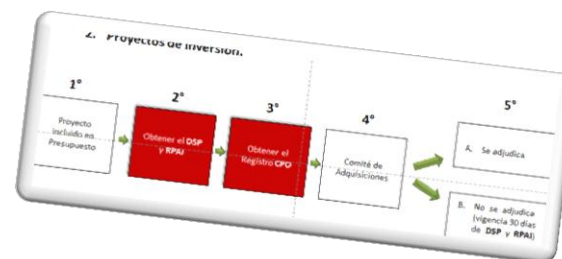 2. Proyectos de inversión.
1°
2°
3°
4°
5°
Proyecto
incluido en
Presupuesto
Obtener el DSP
y RPAI
Obtener el
Registro CPO
Comité de
Adquisiciones
A. Se adjudica
B. No se adjudica
(vigencia 30 días
de DSP y RPAI)